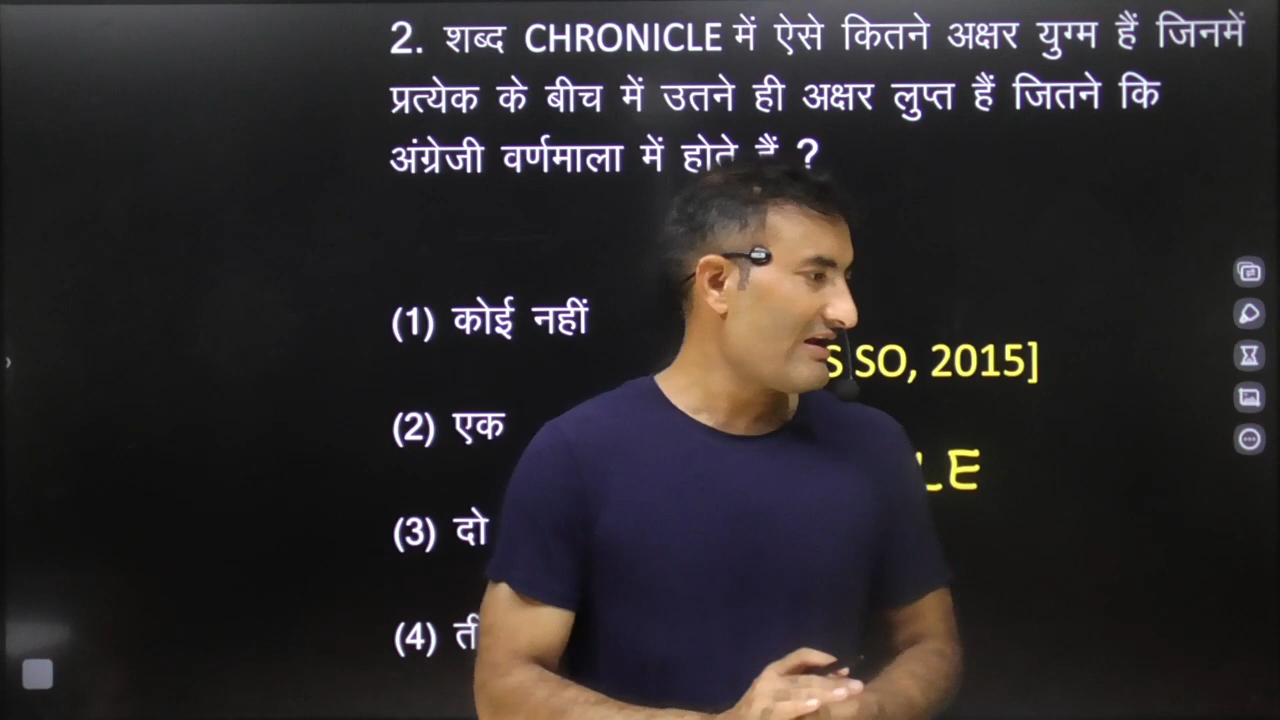 2. शब्द CHRONICLE में ऐसे कितने अक्षर युग्म हैं जिनमें
प्रत्येक के बीच में उतने ही अक्षर लुप्त हैं जितने कि
अंग्रेजी वर्णमाला में होते हैं ?
(1) कोई नहीं
SO, 2015]
(2) एक
LE
(3) दो
(4)